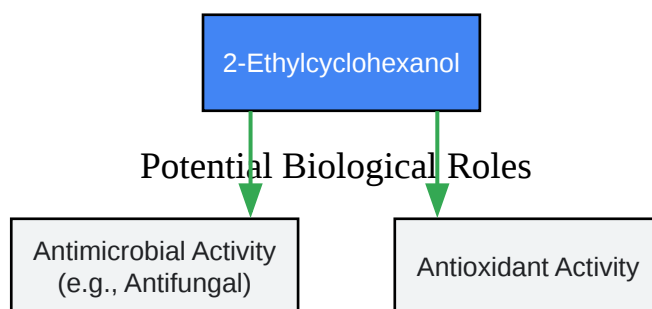 2-Ethylcyclohexanol
Potential Biological Roles
Antimicrobial Activity
(e.g., Antifungal)
Antioxidant Activity